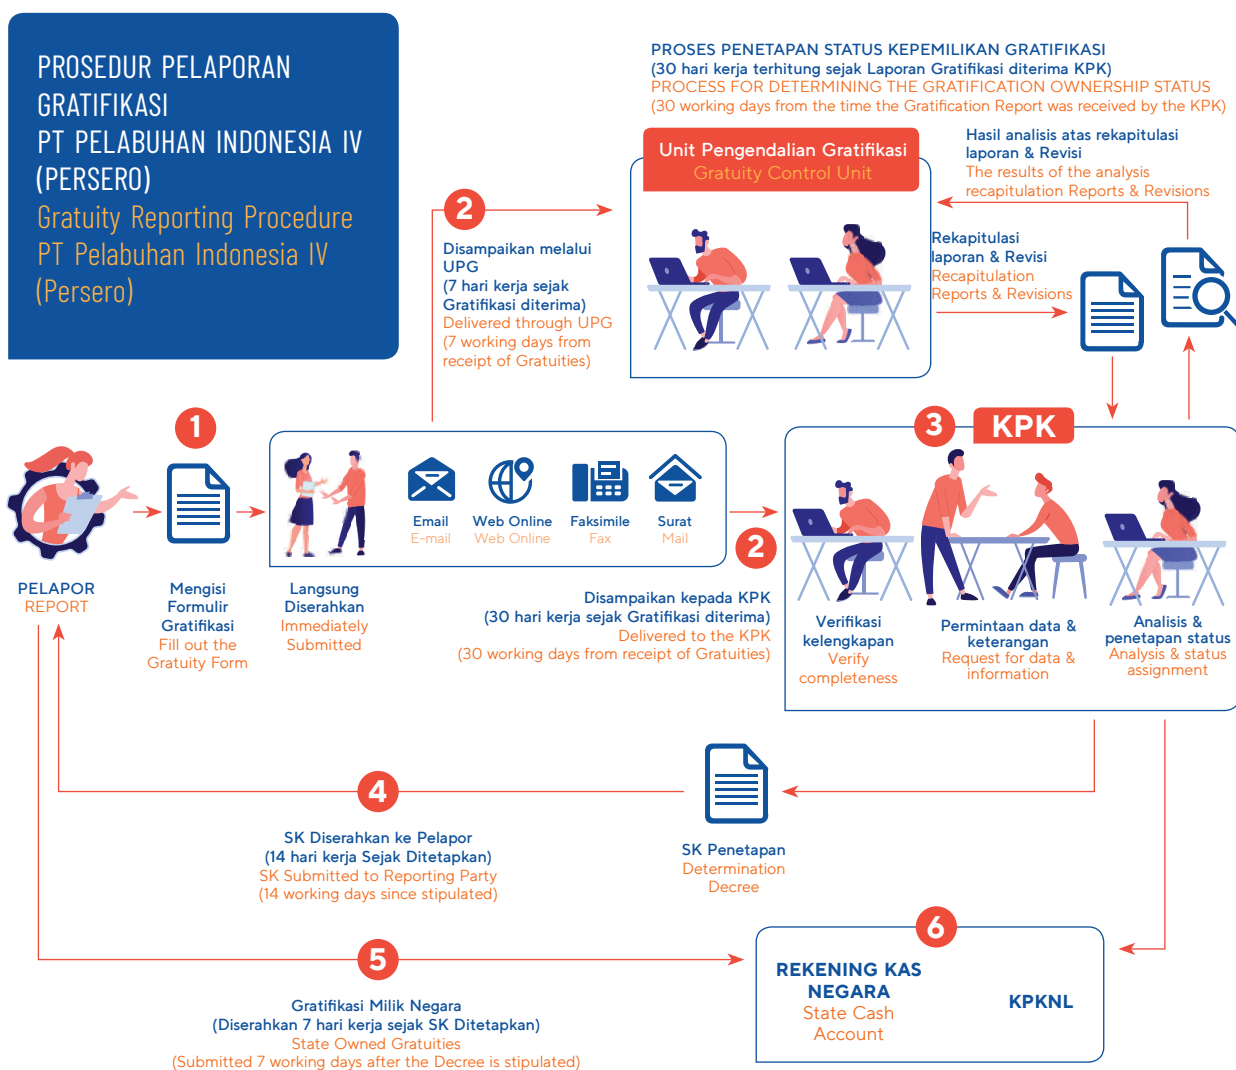 PROSEDUR PELAPORAN
GRATIFIKASI
PT PELABUHAN INDONESIA IV
(PERSERO)
Gratuity Reporting Procedure
PT Pelabuhan Indonesia IV
(Persero)
PROSES PENETAPAN STATUS KEPEMILIKAN GRATIFIKASI
(30 hari kerja terhitung sejak Laporan Gratifikasi diterima KPK)
PROCESS FOR DETERMINING THE GRATIFICATION OWNERSHIP STATUS
(30 working days from the time the Gratification Report was received by the KPK)
Unit Pengendalian Gratifikasi
Gratuity Control Unit
Hasil analisis atas rekapitulasi
laporan & Revisi
The results of the analysis
recapitulation Reports & Revisions
2
Disampaikan melalui
UPG
(7 hari kerja sejak
Gratifikasi diterima)
Delivered through UPG
(7 working days from
receipt of Gratuities)
Rekapitulasi
laporan & Revisi
Recapitulation
Reports & Revisions
1
PELAPOR
REPORT
Mengisi
Formulir
Gratifikasi
Fill out the
Gratuity Form
Langsung
Diserahkan
Immediately
Submitted
Email
E-mail
Web Online
Web Online
Faksimile
Fax
Surat
Mail
2
Disampaikan kepada KPK
(30 hari kerja sejak Gratifikasi diterima)
Delivered to the KPK
(30 working days from receipt of Gratuities)
3
KPK
Verifikasi
kelengkapan
Verify
completeness
Permintaan data &
keterangan
Request for data &
information
Analisis &
penetapan status
Analysis & status
assignment
4
SK Diserahkan ke Pelapor
(14 hari kerja Sejak Ditetapkan)
SK Submitted to Reporting Party
(14 working days since stipulated)
SK Penetapan
Determination
Decree
5
Gratifikasi Milik Negara
(Diserahkan 7 hari kerja sejak SK Ditetapkan)
State Owned Gratuities
(Submitted 7 working days after the Decree is stipulated)
6
REKENING KAS
NEGARA
State Cash
Account
KPKNL